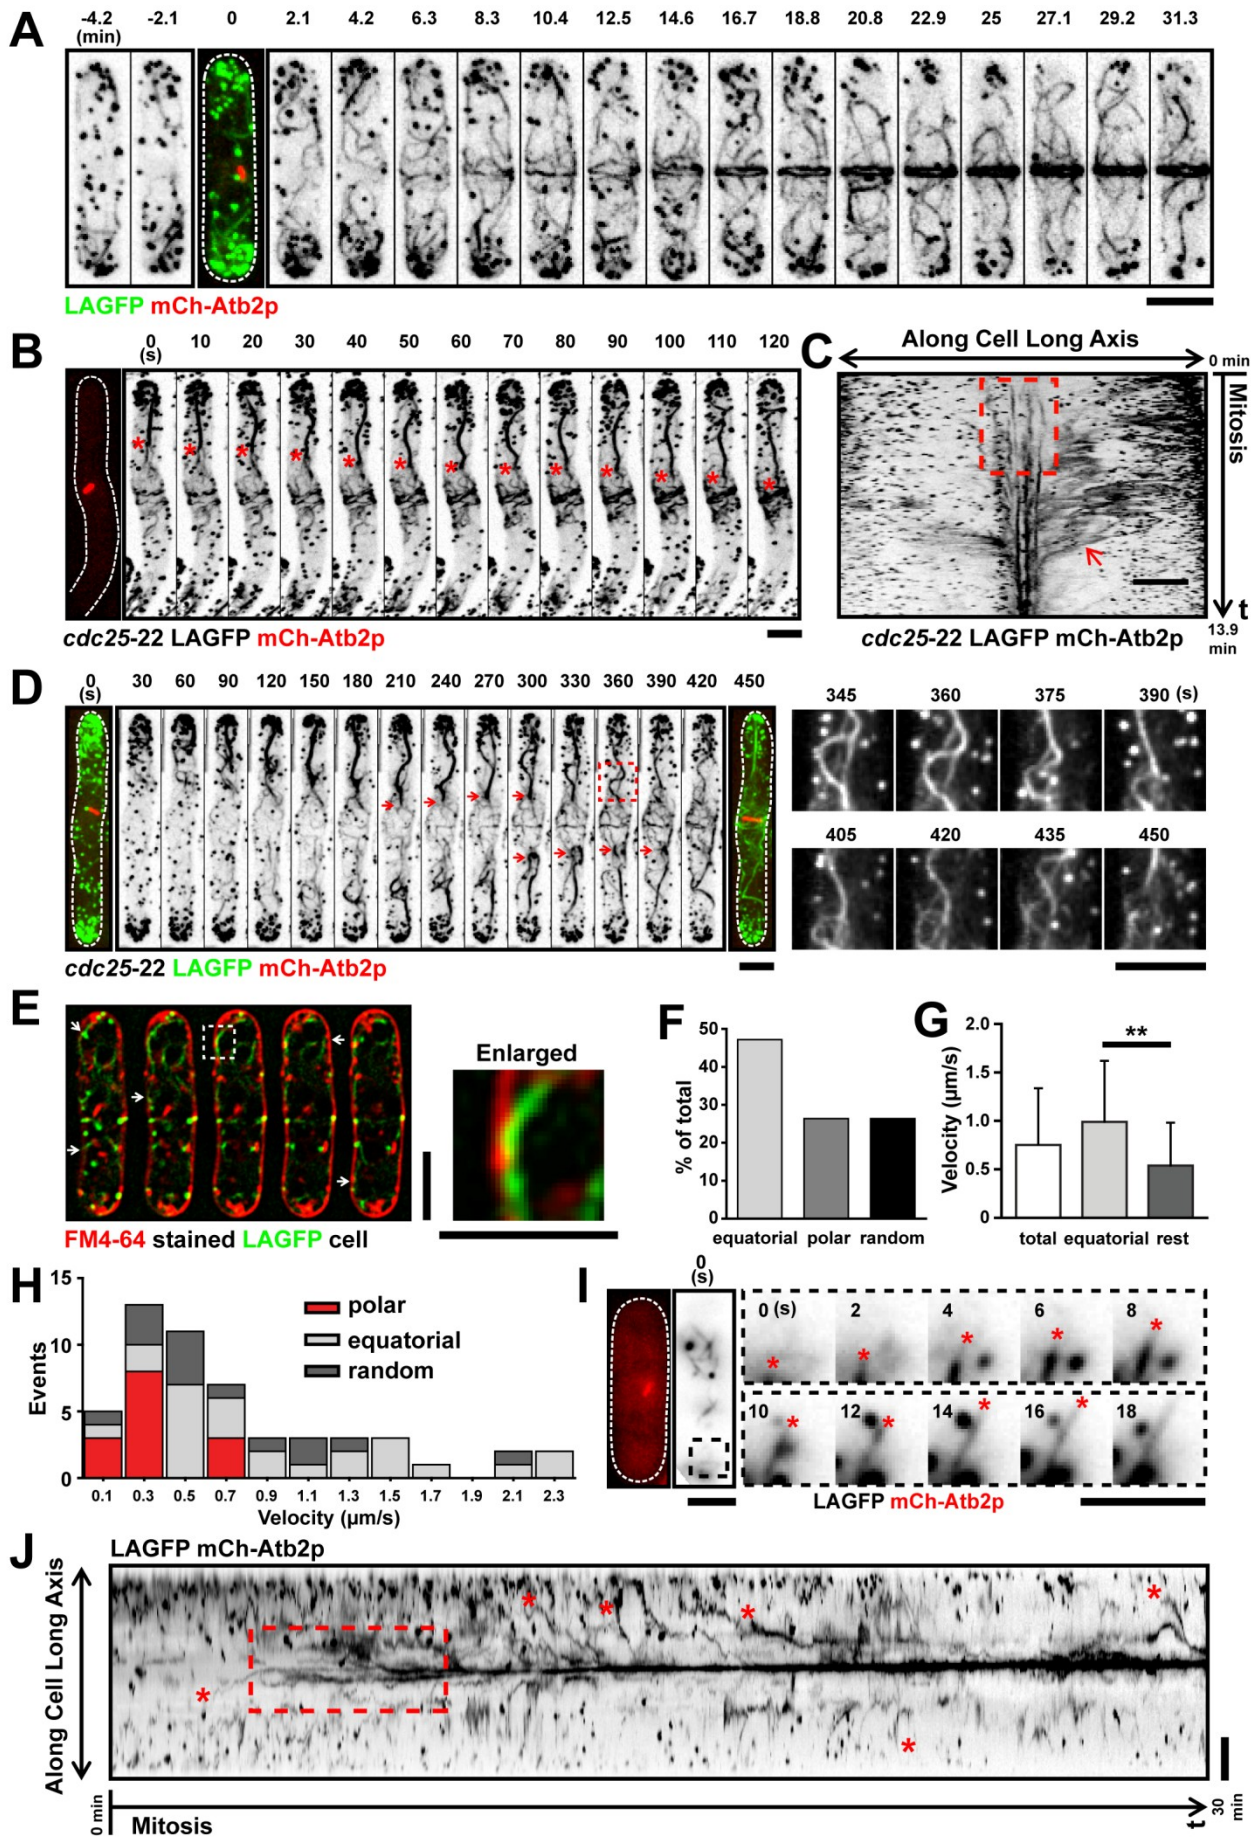 A
-4.2 -2.1 0 2.1 4.2 6.3 8.3 10.4 12.5 14.6 16.7 18.8 20.8 22.9 25 27.1 29.2 31.3
(min)
LAGFP mCh-Atb2p
B
0 10 20 30 40 50 60 70 80 90 100 110 120
(s)
* * * * * * * * * * * * *
cdc25-22 LAGFP mCh-Atb2p
C
Along Cell Long Axis
0 min
Mitosis
t
13.9
min
cdc25-22 LAGFP mCh-Atb2p
D
0 30 60 90 120 150 180 210 240 270 300 330 360 390 420 450
(s)
345 360 375 390 (s)
405 420 435 450
cdc25-22 LAGFP mCh-Atb2p
E
Enlarged
FM4-64 stained LAGFP cell
F
50
40
30
20
10
0
% of total
equatorial polar random
G
2.0
1.5
1.0
0.5
0
Velocity (µm/s)
**
total equatorial rest
H
15
10
5
0
Events
polar
equatorial
random
0.1 0.3 0.5 0.7 0.9 1.1 1.3 1.5 1.7 1.9 2.1 2.3
Velocity (µm/s)
I
0
(s)
0 (s) 2 4 6 8
* * * * *
10 12 14 16 18
* * * *
LAGFP mCh-Atb2p
J
LAGFP mCh-Atb2p
Along Cell Long Axis
* * * * * *
0 min
Mitosis
t
30
min